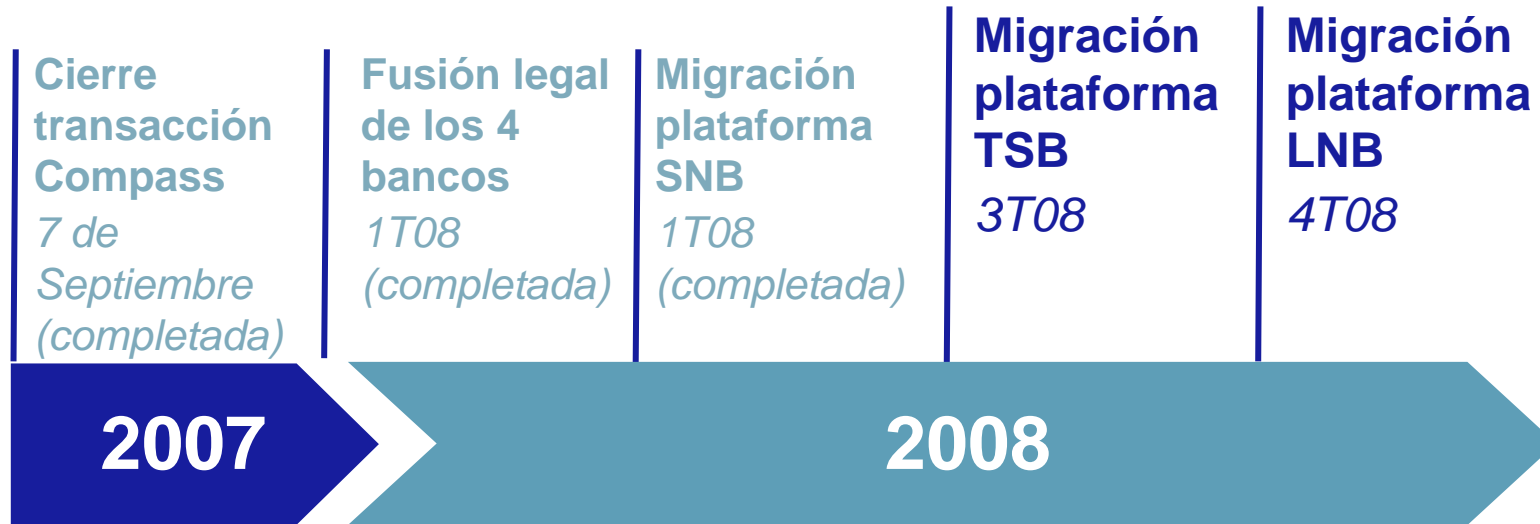 Cierre
transacción
Compass
7 de
Septiembre
(completada)
Fusión legal
de los 4
bancos
1T08
(completada)
Migración
plataforma
SNB
1T08
(completada)
Migración
plataforma
TSB
3T08
Migración
plataforma
LNB
4T08
2007
2008